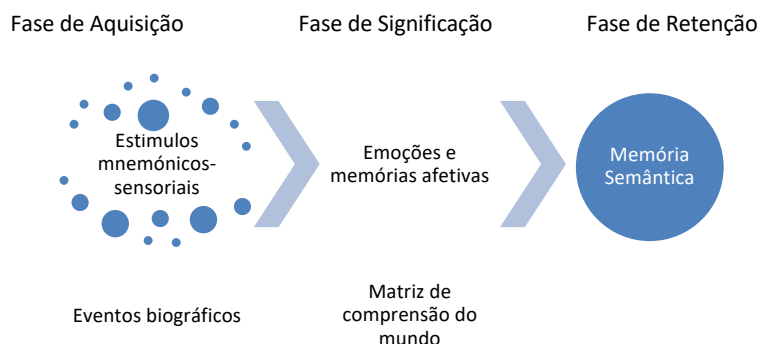 Fase de Aquisição
Fase de Significação
Fase de Retenção
Estimulos
mnemónicos-
sensoriais
Emoções e
memórias afetivas
Memória
Semântica
Eventos biográficos
Matriz de
comprensão do
mundo